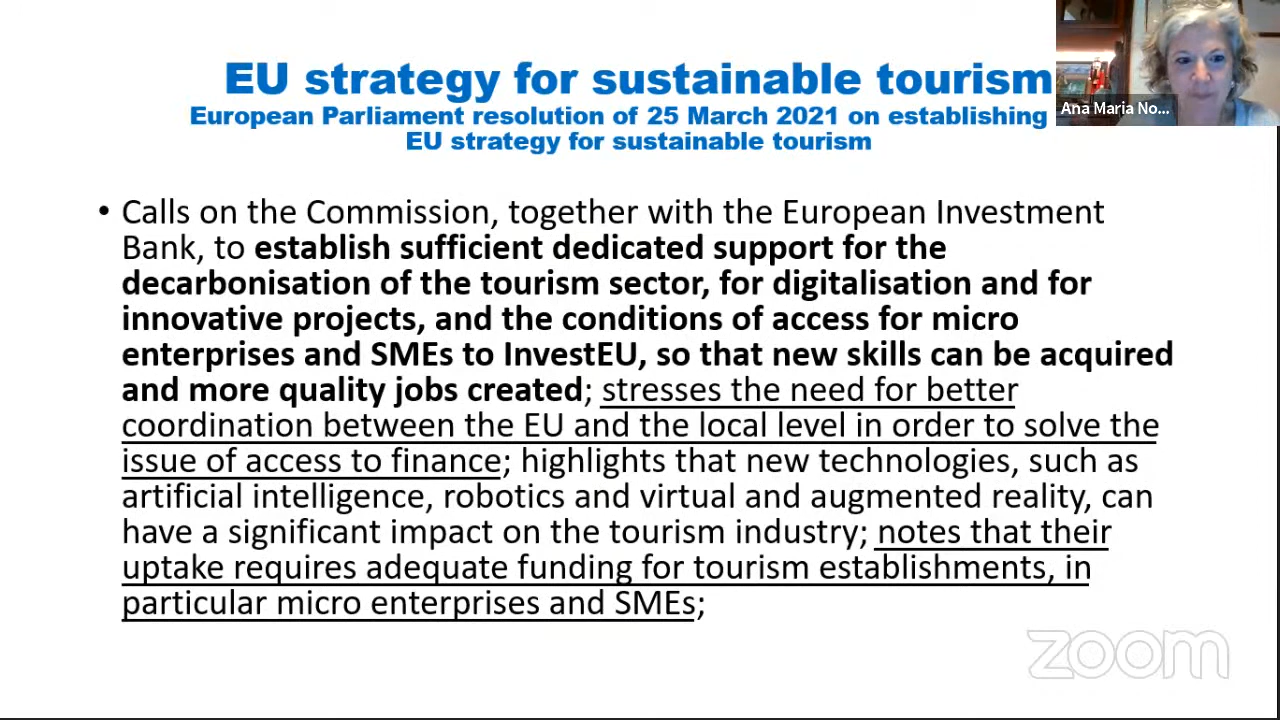 EU strategy for sustainable tourism
European Parliament resolution of 25 March 2021 on establishing
EU strategy for sustainable tourism
Ana Maria No...
• Calls on the Commission, together with the European Investment
Bank, to establish sufficient dedicated support for the
decarbonisation of the tourism sector, for digitalisation and for
innovative projects, and the conditions of access for micro
enterprises and SMEs to InvestEU, so that new skills can be acquired
and more quality jobs created; stresses the need for better
coordination between the EU and the local level in order to solve the
issue of access to finance; highlights that new technologies, such as
artificial intelligence, robotics and virtual and augmented reality, can
have a significant impact on the tourism industry; notes that their
uptake requires adequate funding for tourism establishments, in
particular micro enterprises and SMEs;
zoom